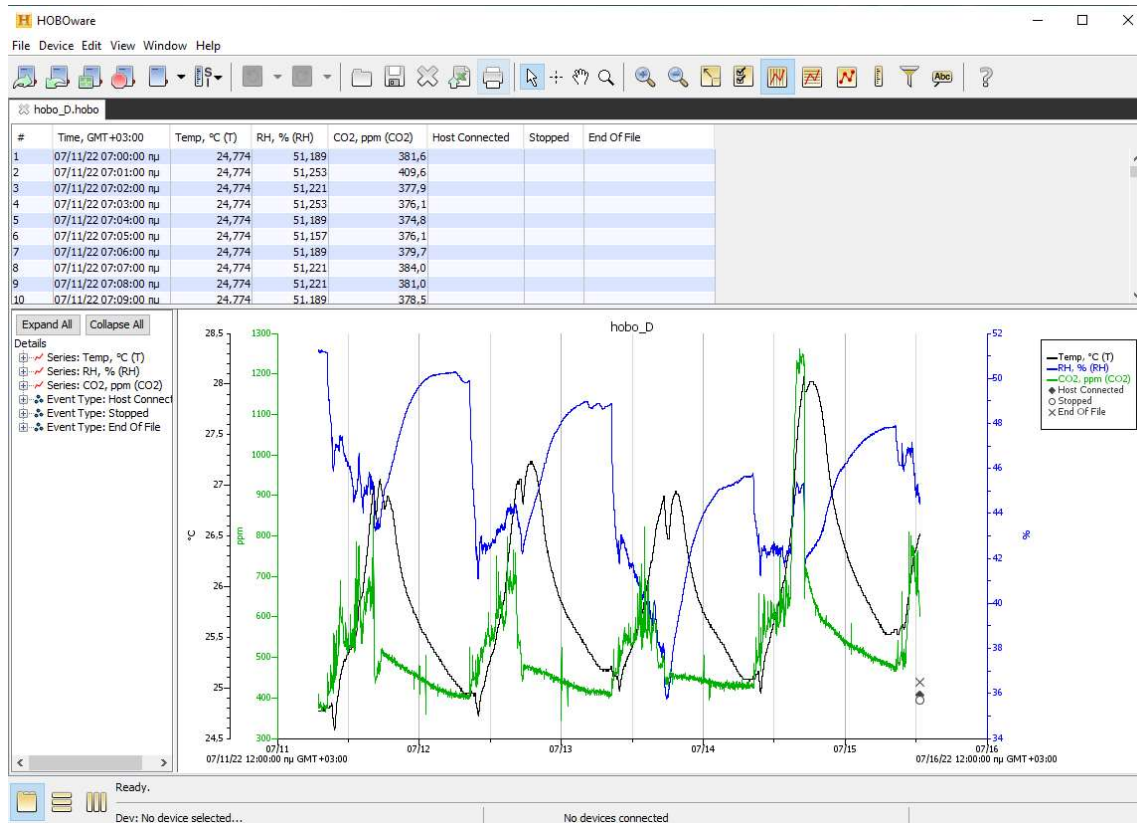 HOBOware
File Device Edit View Window Help
hobo_D.hobo
# Time, GMT+03:00 Temp, °C (T) RH, % (RH) CO2, ppm (CO2) Host Connected Stopped End Of File
1 07/11/22 07:00:00 πμ 24,774 51,189 381,6
2 07/11/22 07:01:00 πμ 24,774 51,253 409,6
3 07/11/22 07:02:00 πμ 24,774 51,221 377,9
4 07/11/22 07:03:00 πμ 24,774 51,253 376,1
5 07/11/22 07:04:00 πμ 24,774 51,189 374,8
6 07/11/22 07:05:00 πμ 24,774 51,157 376,1
7 07/11/22 07:06:00 πμ 24,774 51,189 379,7
8 07/11/22 07:07:00 πμ 24,774 51,221 384,0
9 07/11/22 07:08:00 πμ 24,774 51,221 381,0
10 07/11/22 07:09:00 πμ 24,774 51,189 378,5
Expand All Collapse All
Details
Series: Temp, °C (T)
Series: RH, % (RH)
Series: CO2, ppm (CO2)
Event Type: Host Connect
Event Type: Stopped
Event Type: End Of File
hobo_D
28,5 1300 52
28 1200 50
27,5 1100 48
27 1000 46
26,5 900 44
26 800 42
25,5 700 40
25 600 38
24,5 500 36
400 34
300
°C
ppm
%
Temp, °C (T)
RH, % (RH)
CO2, ppm (CO2)
Host Connected
Stopped
End Of File
07/11 07/12 07/13 07/14 07/15 07/16
07/11/22 12:00:00 πμ GMT+03:00 07/16/22 12:00:00 πμ GMT+03:00
Ready.
Dev: No device selected... No devices connected